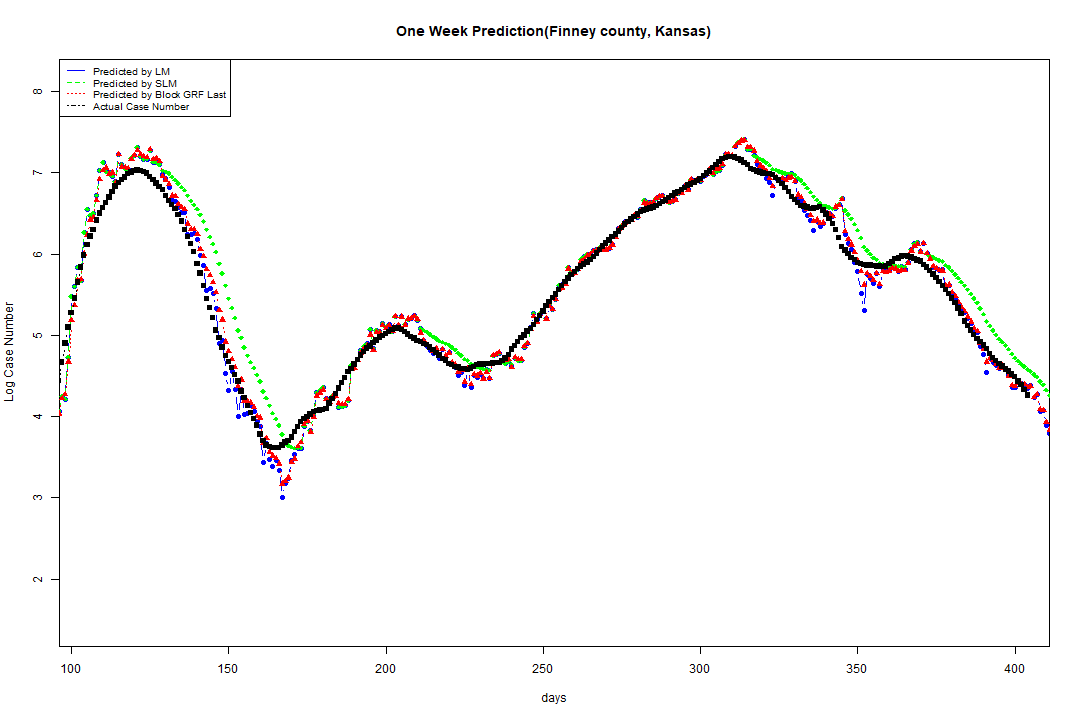 One Week Prediction(Finney county, Kansas)
Predicted by LM
Predicted by SLM
Predicted by Block GRF Last
Actual Case Number
8
7
6
5
4
3
2
Log Case Number
100 150 200 250 300 350 400
days